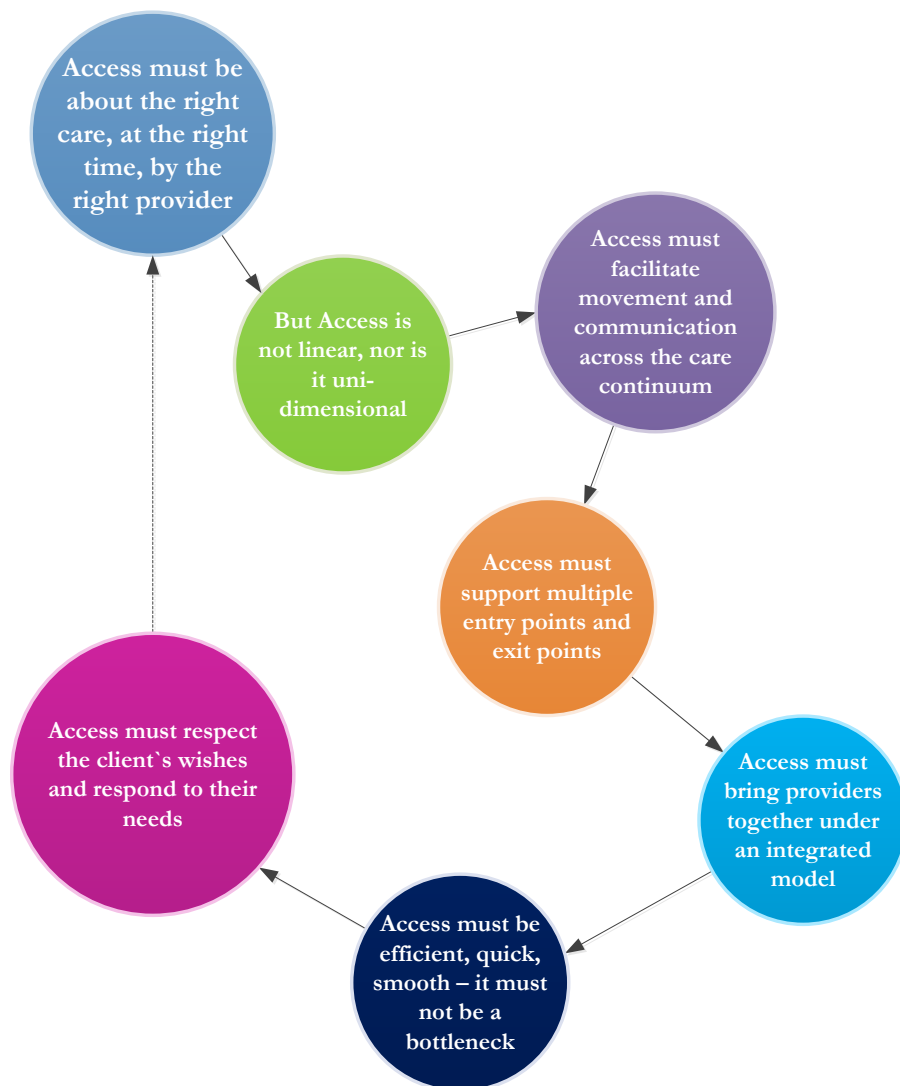 Access must be
about the right
care, at the right
time, by the
right provider
But Access is
not linear, nor is
it uni-
dimensional
Access must
facilitate
movement and
communication
across the care
continuum
Access must
support multiple
entry points and
exit points
Access must
bring providers
together under
an integrated
model
Access must be
efficient, quick,
smooth – it must
not be a
bottleneck
Access must respect
the client`s wishes
and respond to their
needs